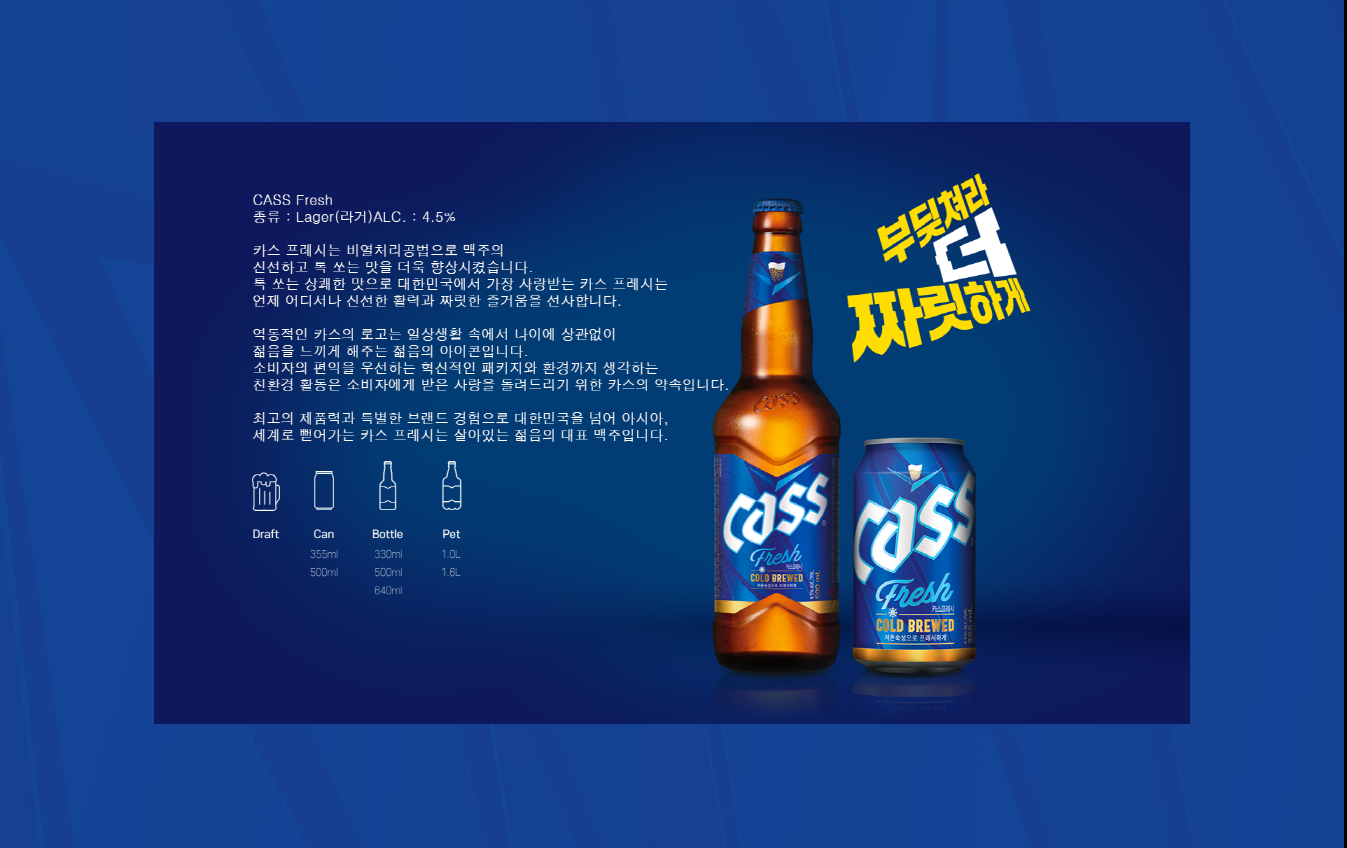 CASS Fresh
종류 : Lager(라거)ALC. : 4.5%
카스 프레시는 비열처리공법으로 맥주의
신선하고 톡 쏘는 맛을 더욱 향상시켰습니다.
톡 쏘는 상쾌한 맛으로 대한민국에서 가장 사랑받는 카스 프레시는
언제 어디서나 신선한 활력과 짜릿한 즐거움을 선사합니다.
역동적인 카스의 로고는 일상생활 속에서 나이에 상관없이
젊음을 느끼게 해주는 젊음의 아이콘입니다.
소비자의 편익을 우선하는 혁신적인 패키지와 환경까지 생각하는
친환경 활동은 소비자에게 받은 사랑을 돌려드리기 위한 카스의 약속입니다.
최고의 제품력과 특별한 브랜드 경험으로 대한민국을 넘어 아시아,
세계로 뻗어가는 카스 프레시는 살아있는 젊음의 대표 맥주입니다.
Draft Can Bottle Pet
355ml 330ml 1.0L
500ml 500ml 1.6L
640ml
부딪쳐라
더
짜릿하게
Cass
Cass
Fresh
카스프레시
COLD BREWED
500 mL
Cass
Fresh
카스프레시
COLD BREWED
저온숙성으로 프레시하게